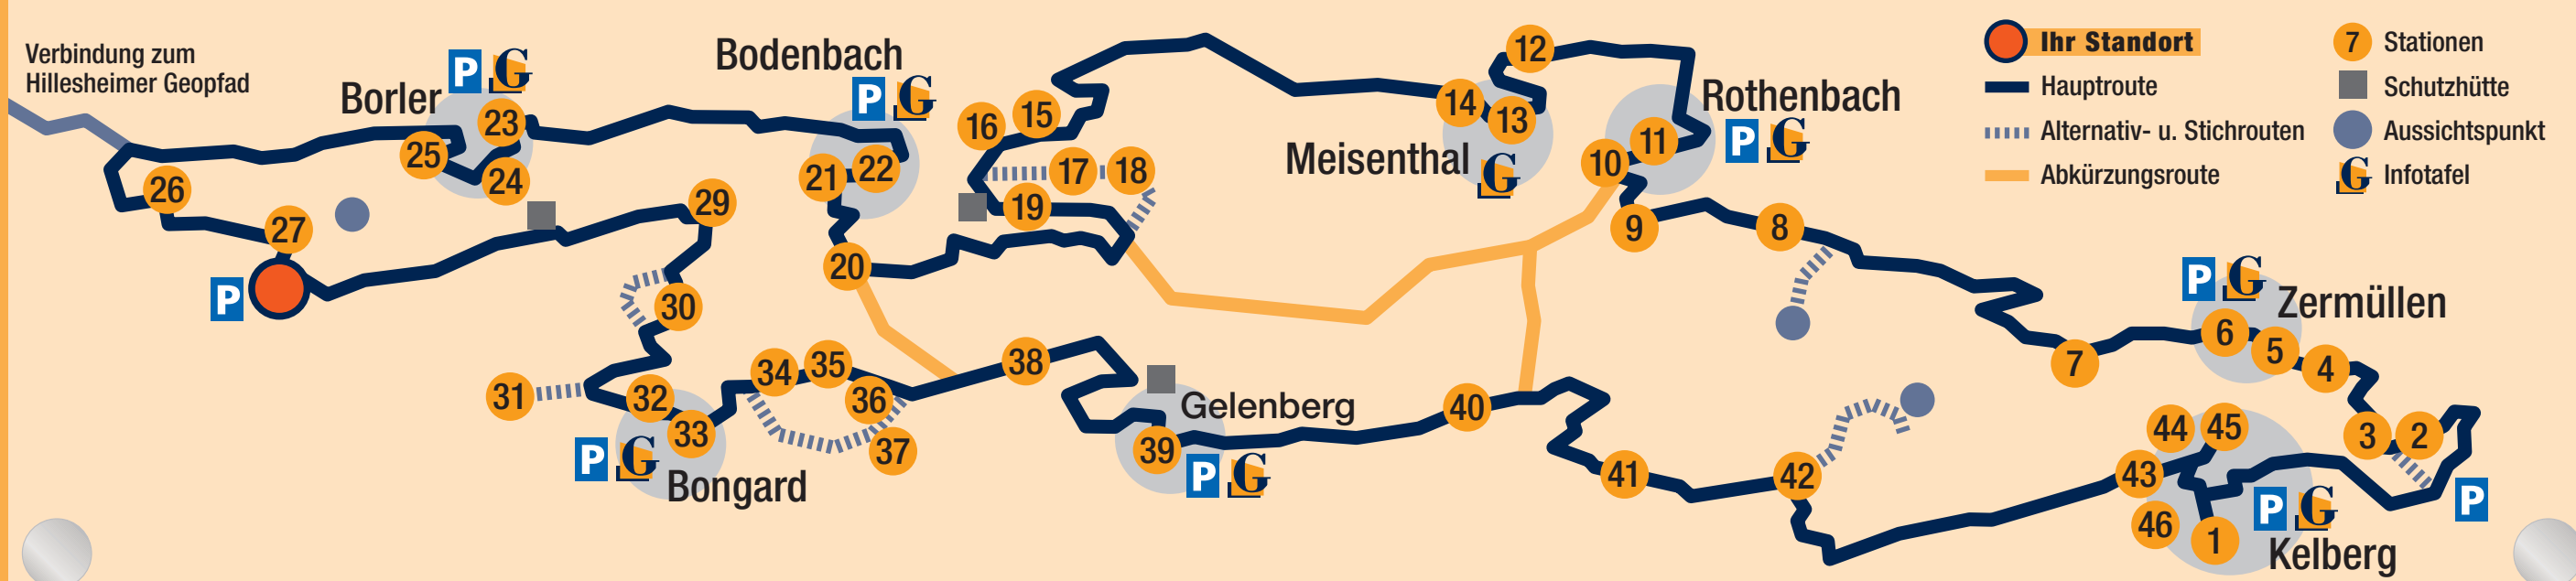 Verbindung zum
Hillesheimer Geopfad
Borler
P G
23
25
24
26
27
P
29
30
31
32
33
P G
Bongard
Bodenbach
P G
21
22
20
34
35
36
37
38
16
15
17
18
19
Gelenberg
39
P G
40
Meisenthal
G
14
13
12
Rothenbach
P G
10
11
9
8
41
42
7
P G
Zermüllen
6
5
4
3
2
P
44
45
43
46
1
P G
Kelberg
Ihr Standort
Hauptroute
Alternativ- u. Stichrouten
Abkürzungsroute
7 Stationen
Schutzhütte
Aussichtspunkt
G Infotafel